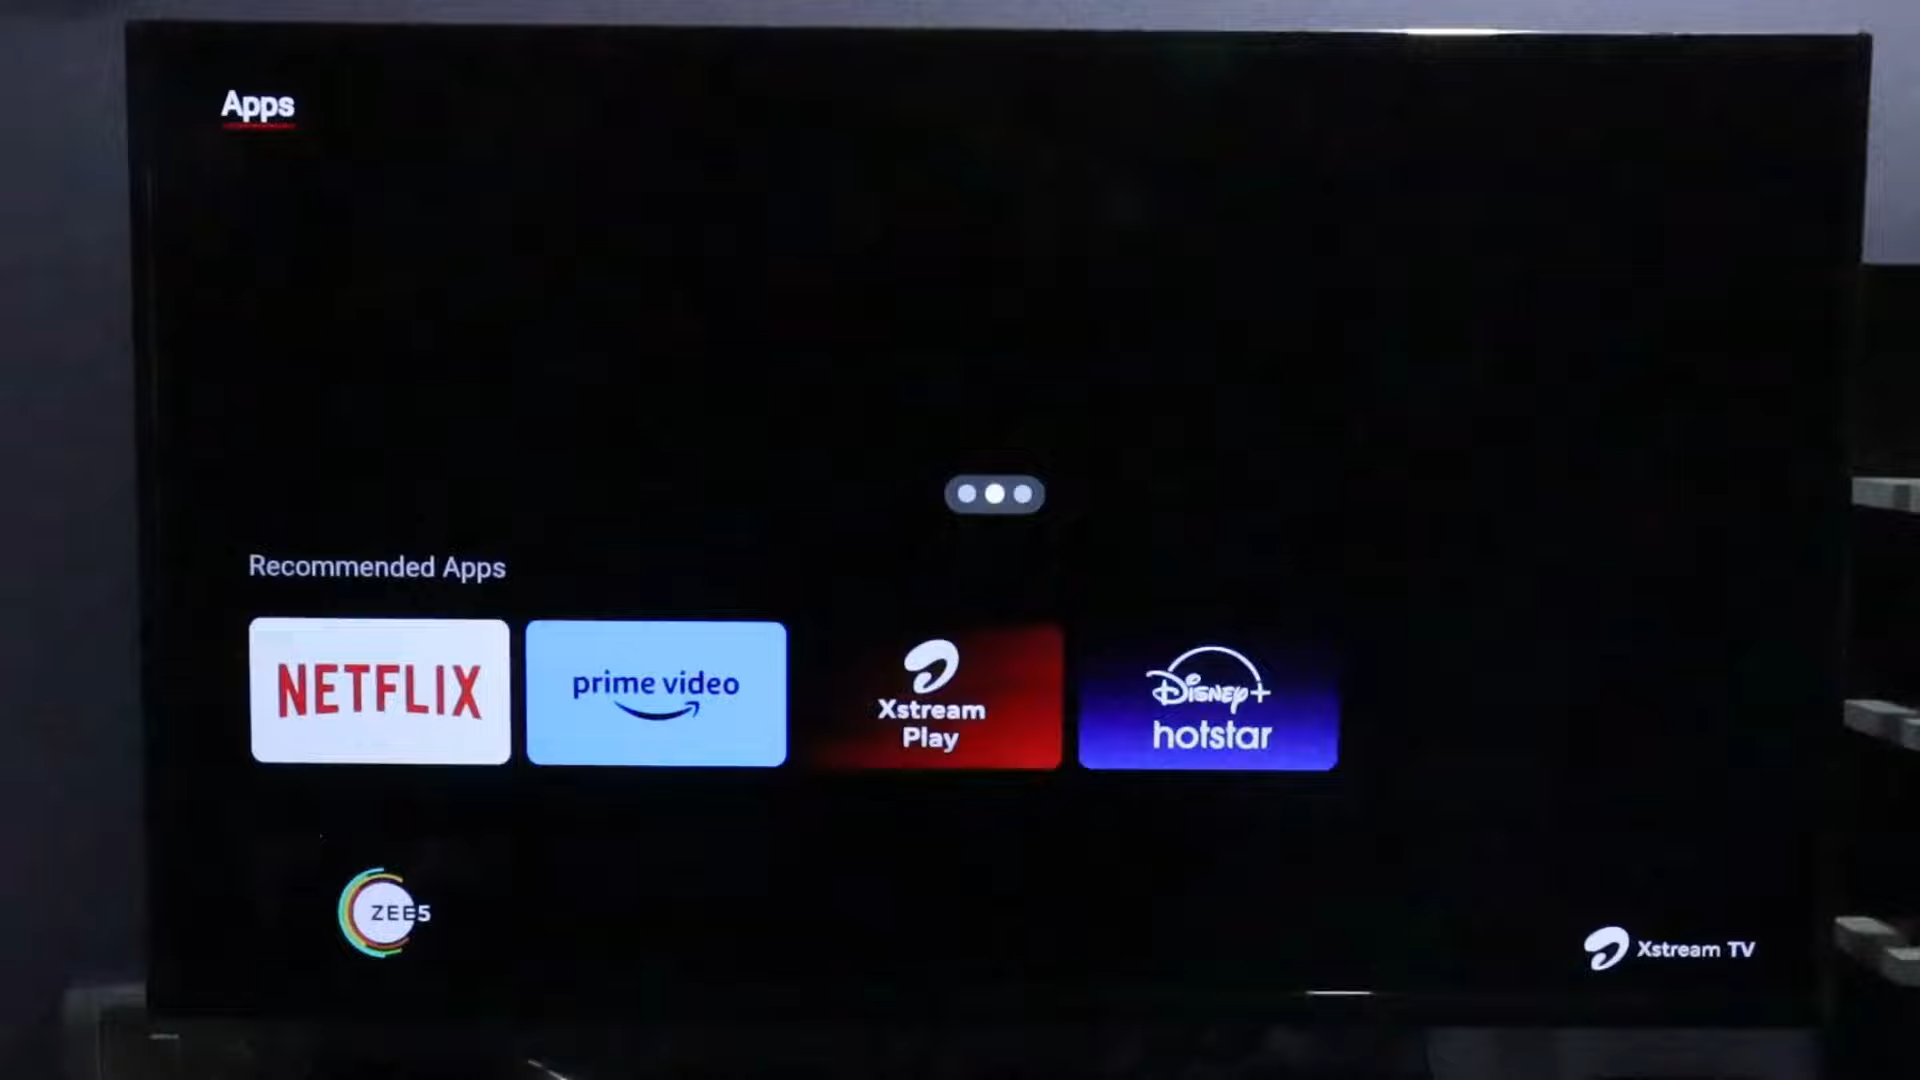 Apps
Recommended Apps
NETFLIX
prime video
Xstream
Play
Disney+
hotstar
ZEE5
Xstream TV